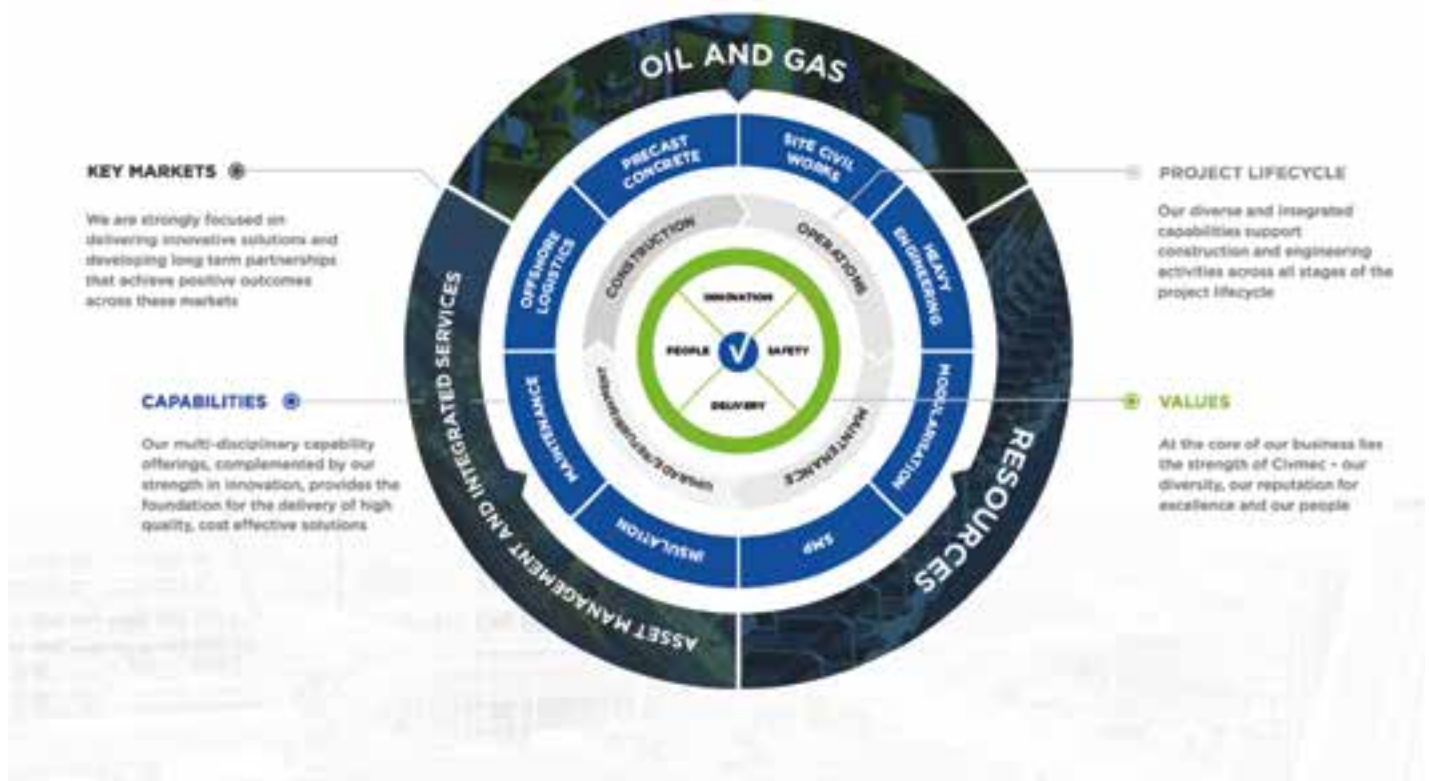 OIL AND GAS
KEY MARKETS
We are strongly focused on
delivering innovative solutions and
developing long term partnerships
that achieve positive outcomes
across these markets
CAPABILITIES
Our multi-disciplinary capability
offerings, complemented by our
strength in innovation, provides the
foundation for the delivery of high
quality, cost effective solutions
PROJECT LIFECYCLE
Our diverse and integrated
capabilities support
construction and engineering
activities across all stages of the
project lifecycle
VALUES
At the core of our business lies
the strength of Civmec – our
diversity, our reputation for
excellence and our people
RESOURCES
ASSET MANAGEMENT AND INTEGRATED SERVICES
PRECAST
CONCRETE
SITE CIVIL
WORKS
HEAVY
ENGINEERING
MODULARISATION
SMP
INSULATION
MAINTENANCE
OFFSHORE
LOGISTICS
CONSTRUCTION
OPERATIONS
MAINTENANCE
UPGRADE/REFURBISHMENT
INNOVATION
PEOPLE
SAFETY
DELIVERY